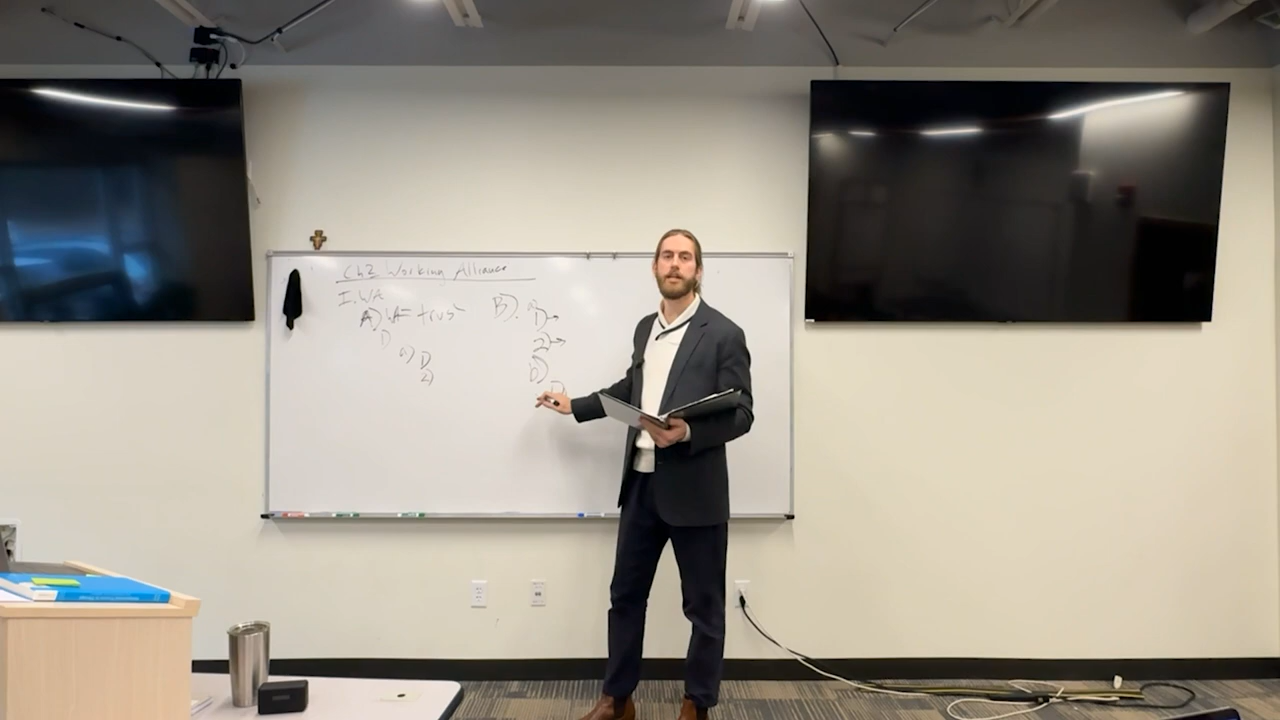 Ch2 Working Alliance
I. WA
A) WA = trust
1)
a) 1)
2)
B) a)
1) →
2) →
b)
1)